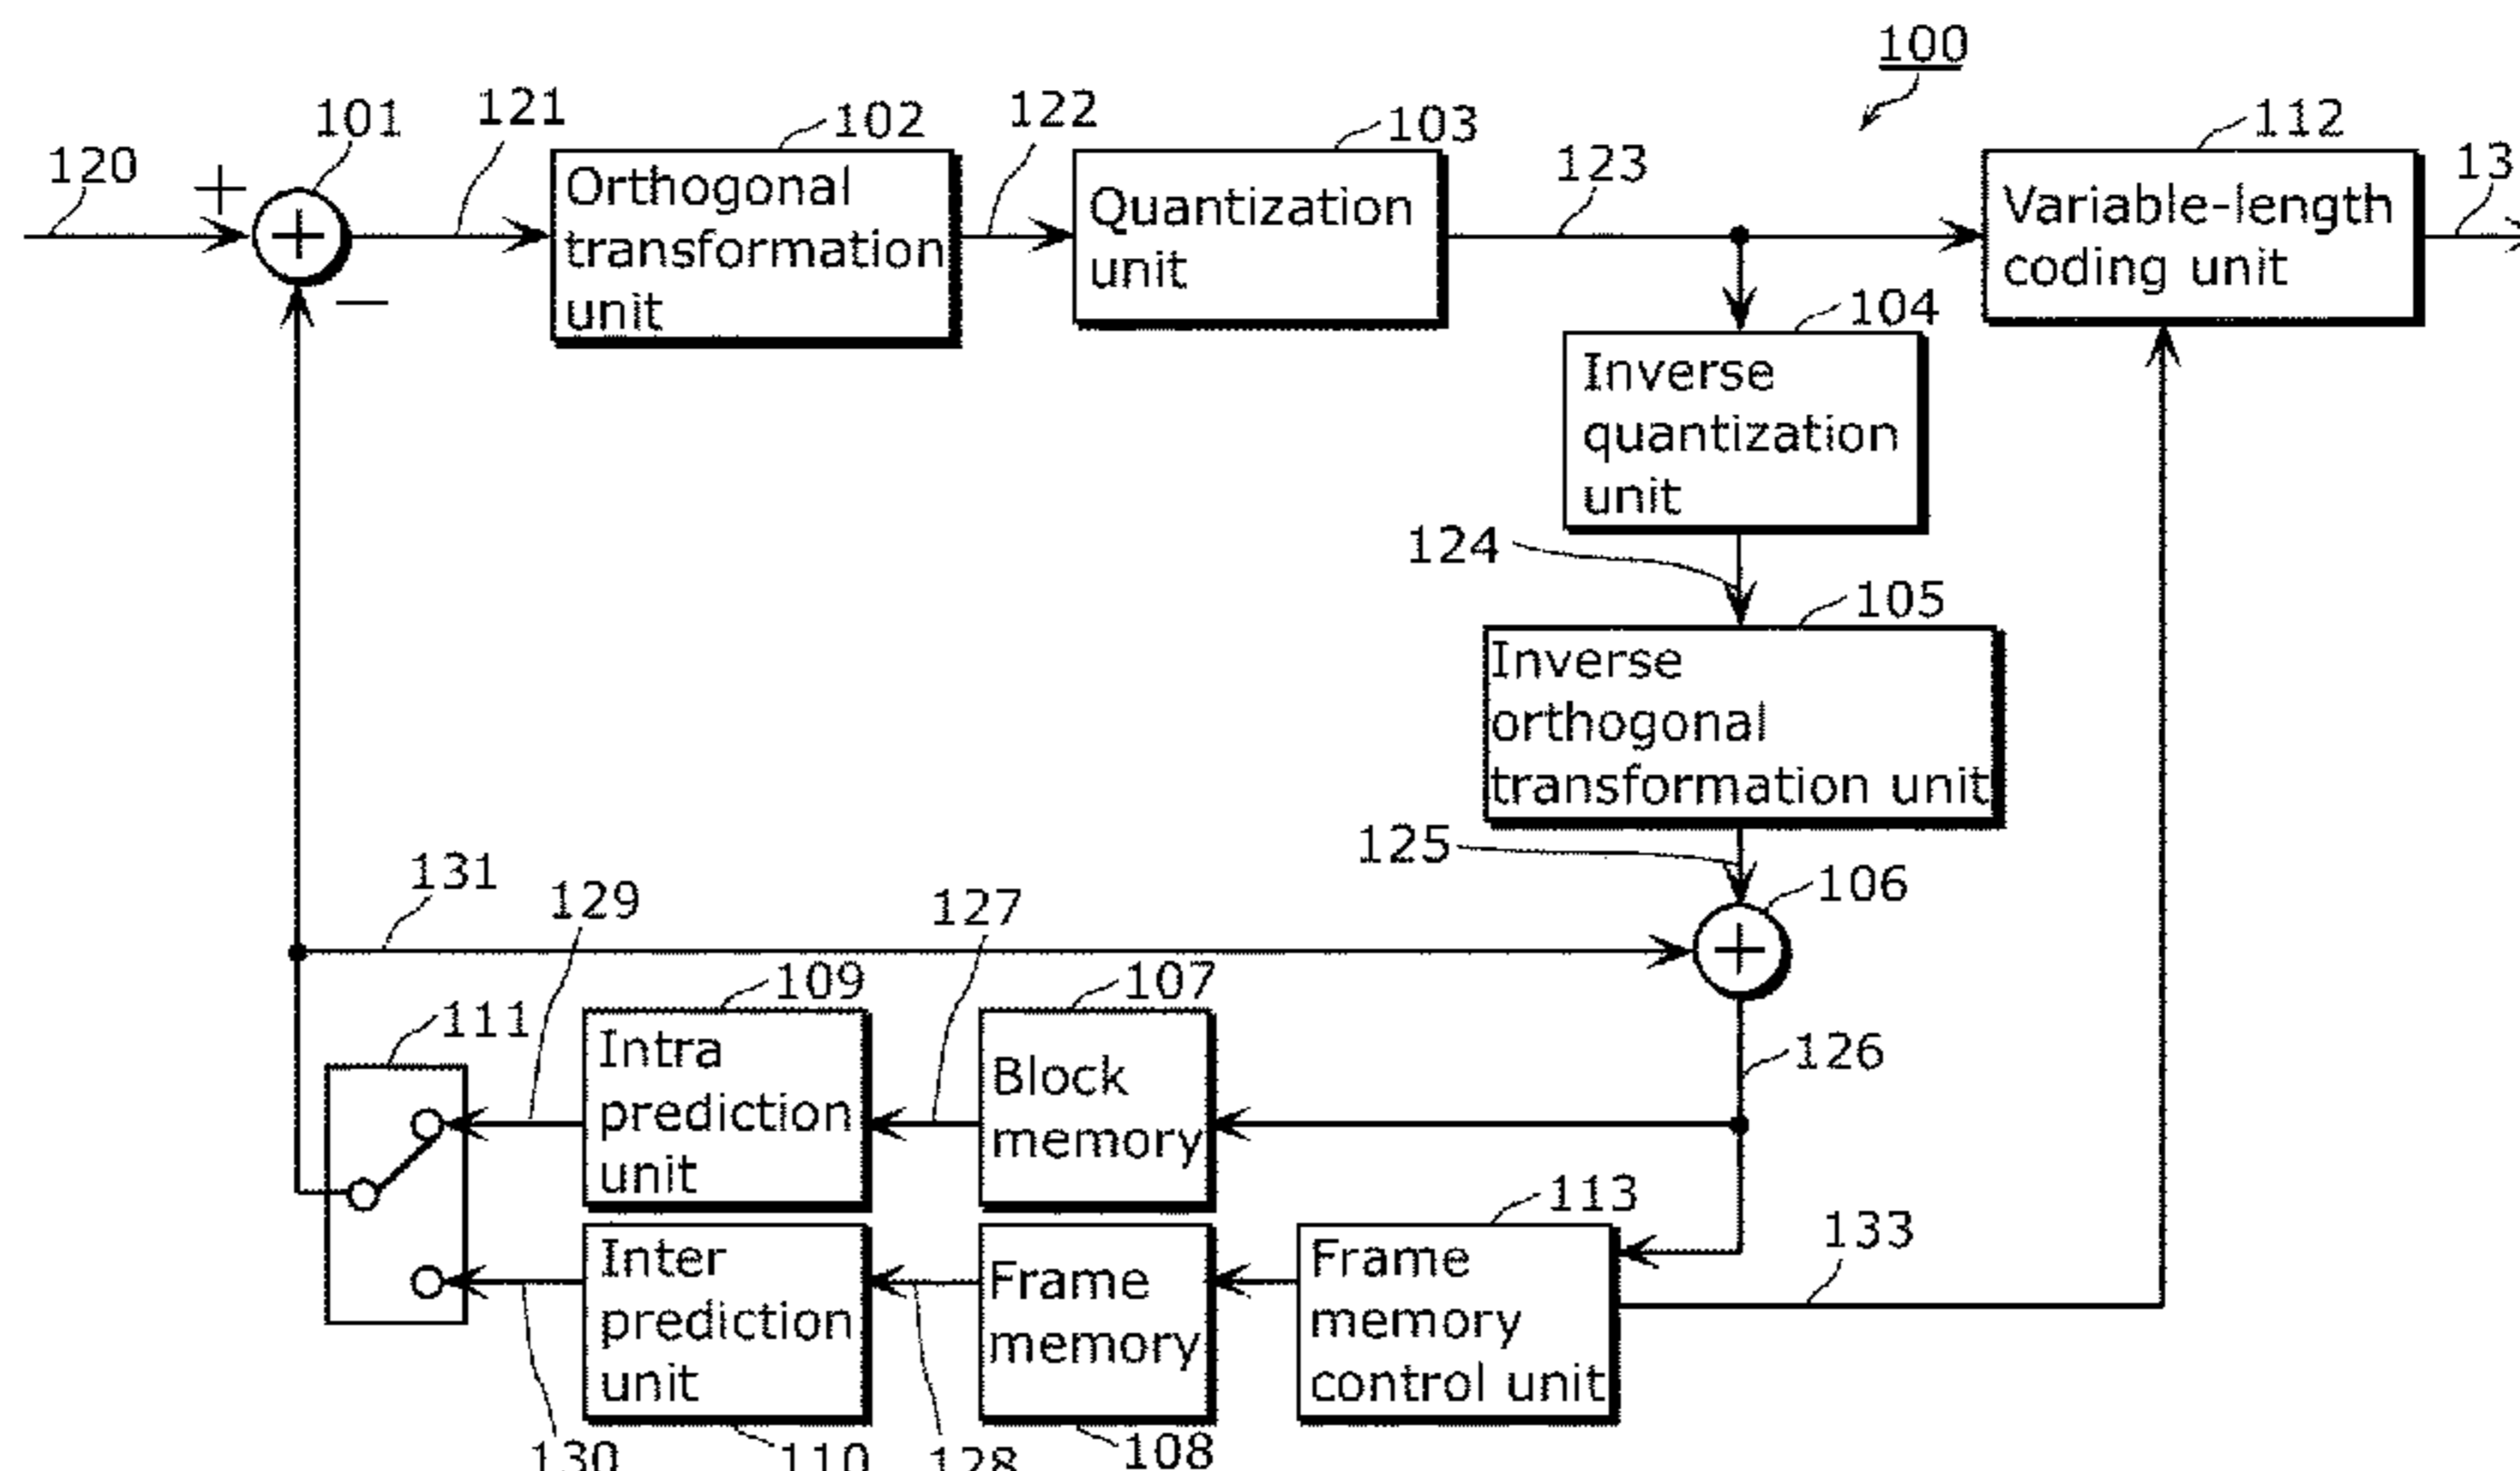 100
101
121
102
122
103
123
112
13
120
+
Orthogonal
transformation
unit
Quantization
unit
Variable-length
coding unit
+
−
104
Inverse
quantization
unit
124
105
Inverse
orthogonal
transformation unit
125
106
+
131
129
127
109
107
111
126
Intra
prediction
unit
Block
memory
113
133
Inter
prediction
unit
Frame
memory
Frame
memory
control unit
130
110
128
108